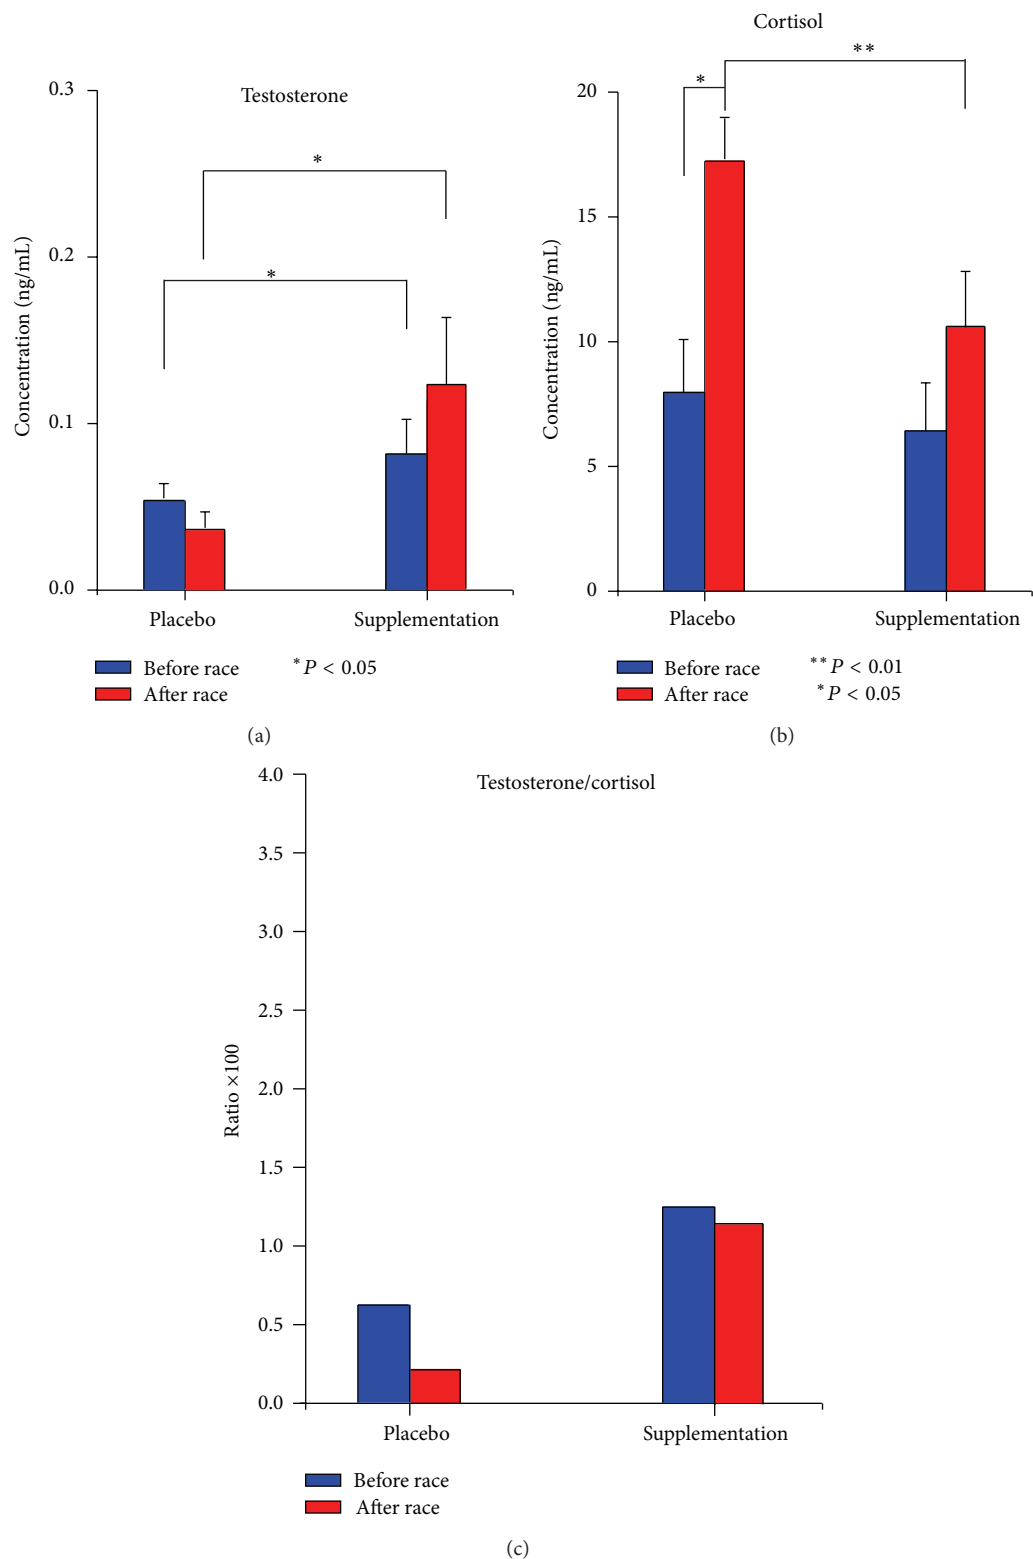 Testosterone
Concentration (ng/mL)
0.3
0.2
0.1
0.0
*
*
Placebo
Supplementation
Before race
After race
*P < 0.05
(a)
Cortisol
Concentration (ng/mL)
20
15
10
5
0
*
**
Placebo
Supplementation
Before race
After race
**P < 0.01
*P < 0.05
(b)
Testosterone/cortisol
Ratio ×100
4.0
3.5
3.0
2.5
2.0
1.5
1.0
0.5
0.0
Placebo
Supplementation
Before race
After race
(c)